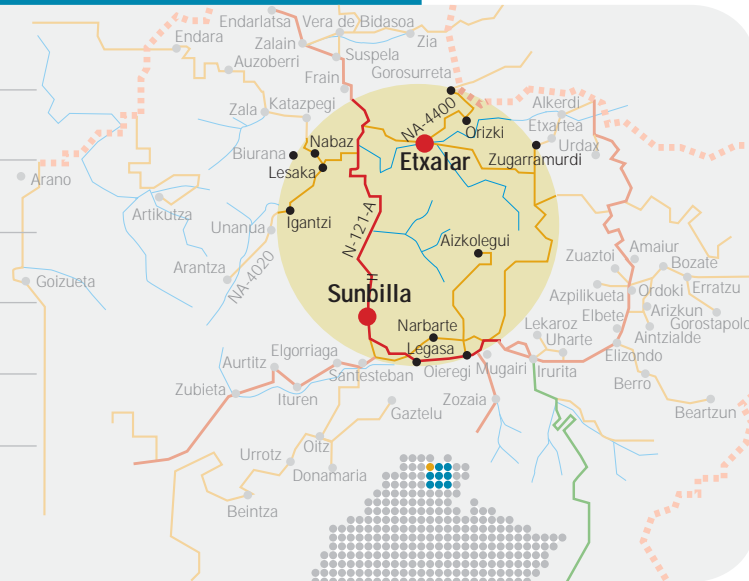 Endarlatsa
Vera de Bidasoa
Endara
Zalain
Zia
Suspela
Auzoberri
Gorosurreta
Frain
Zala
Katazpegi
NA-4400
Alkerdi
Orizki
Etxartea
Nabaz
Urdax
Biurana
Etxalar
Zugarramurdi
Lesaka
Arano
Artikutza
Igantzi
N-121-A
Unanua
Aizkolegui
Amaiur
Zuaztoi
Bozate
Arantza
NA-4020
Goizueta
Erratzu
Azpilikueta
Ordoki
Sunbilla
Arizkun
Gorostapolo
Elbete
Narbarte
Lekaroz
Aintzialde
Uharte
Legasa
Elizondo
Elgorriaga
Aurtitz
Santesteban
Oieregi
Mugairi
Irurita
Berro
Zubieta
Ituren
Zozaia
Gaztelu
Beartzun
Oitz
Urrotz
Donamaria
Beintza